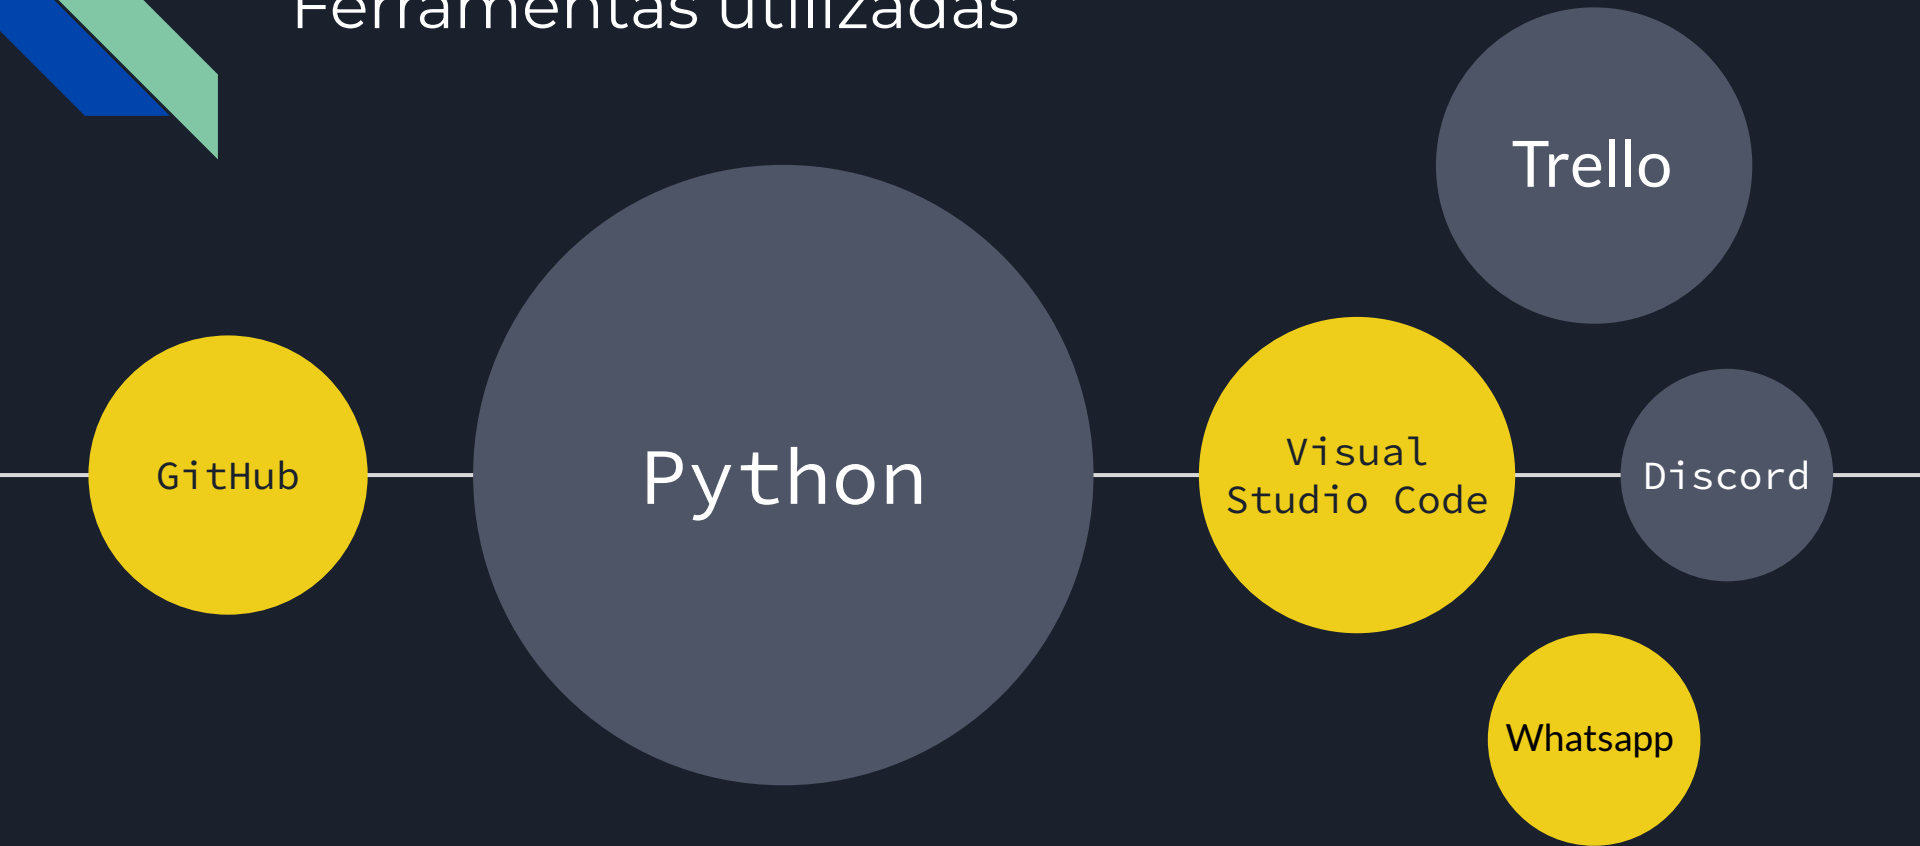 Ferramentas utilizadas
Trello
GitHub
Python
Visual
Studio Code
Discord
Whatsapp